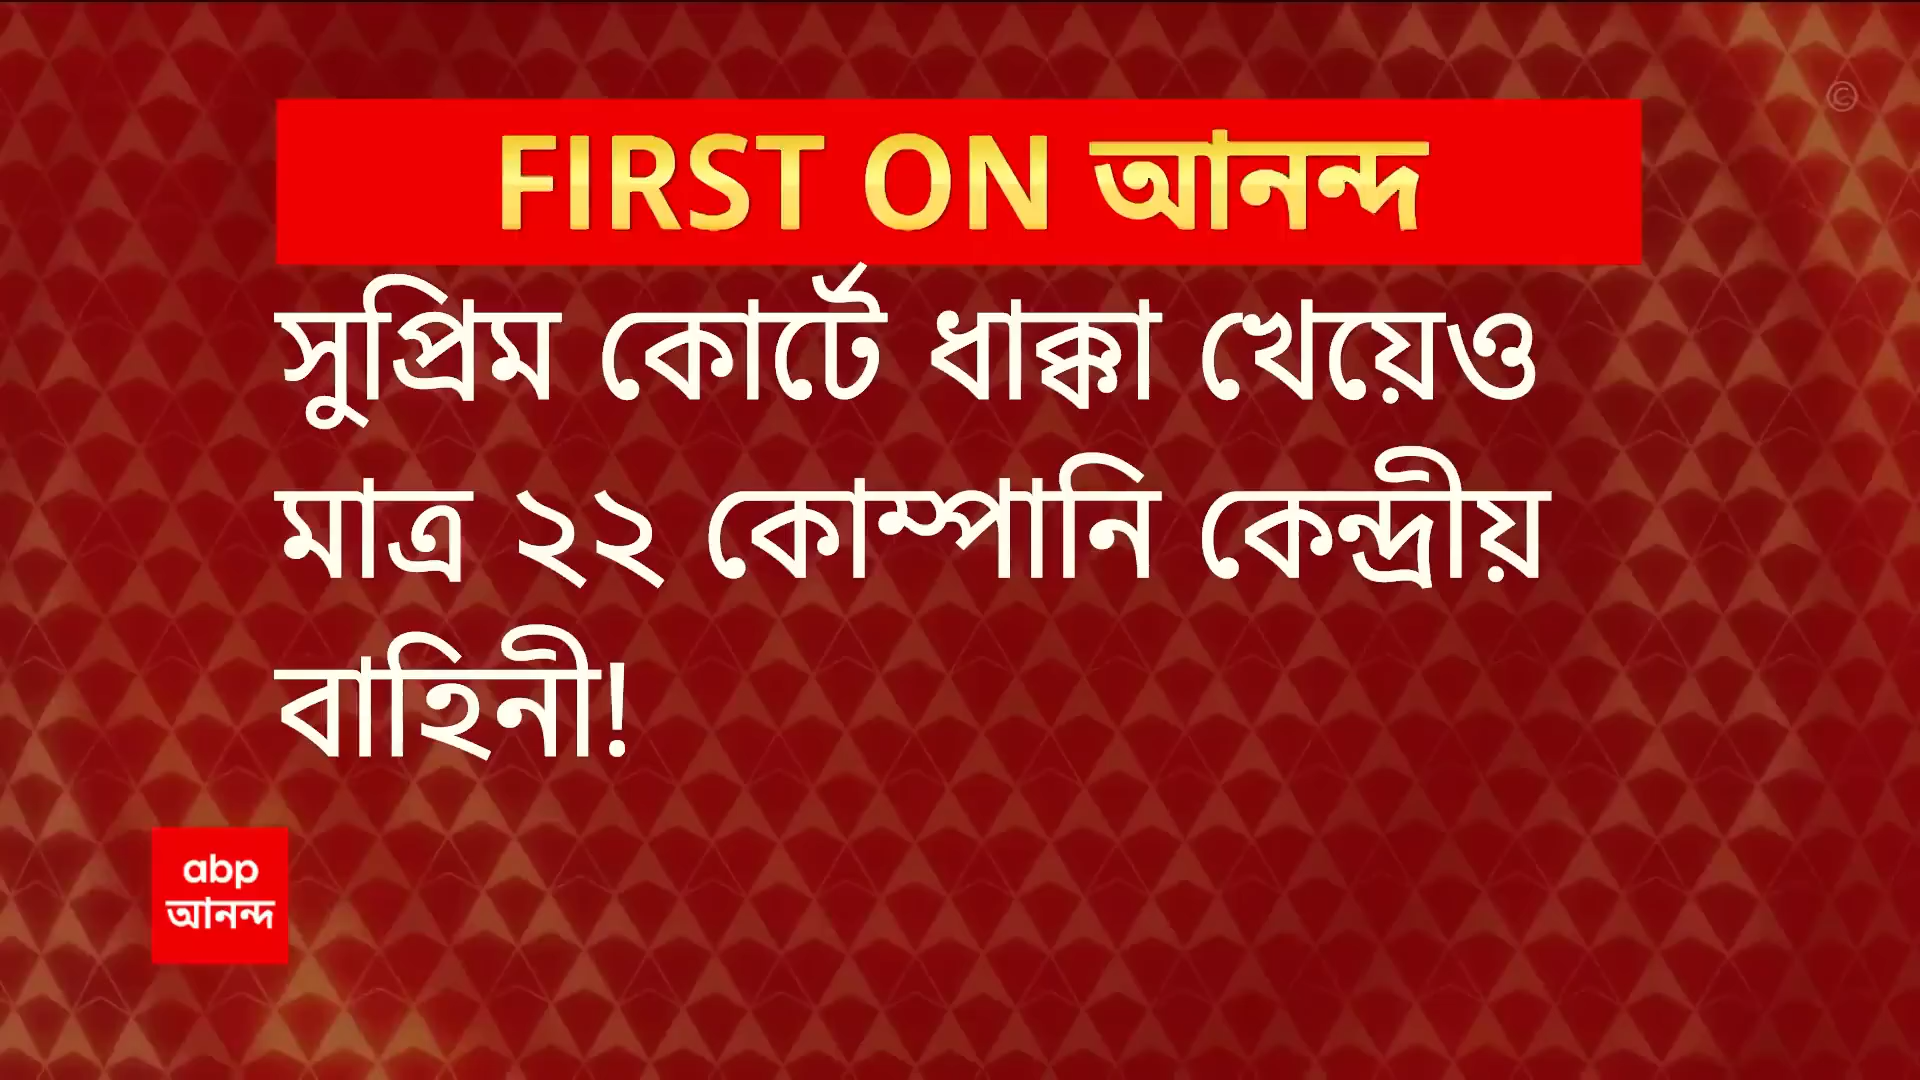 ©
FIRST ON আনন্দ
সুপ্রিম কোর্টে ধাক্কা খেয়েও
মাত্র ২২ কোম্পানি কেন্দ্রীয়
বাহিনী!
abp
আনন্দ